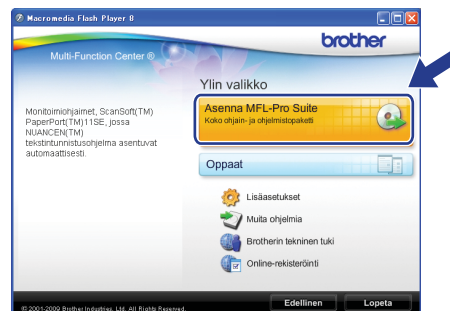 Macromedia Flash Player 8
brother
Multi-Function Center ®
Ylin valikko
Monitoimiohjaimet, ScanSoft(TM)
PaperPort(TM)11SE, jossa
NUANCEN(TM)
tekstintunnistusohjelma asentuvat
automaattisesti.
Asenna MFL-Pro Suite
Koko ohjain- ja ohjelmistopaketti
Oppaat
Lisäasetukset
Muita ohjelmia
Brotherin tekninen tuki
Online-rekisteröinti
© 2001-2009 Brother Industries, Ltd. All Rights Reserved.
Edellinen
Lopeta